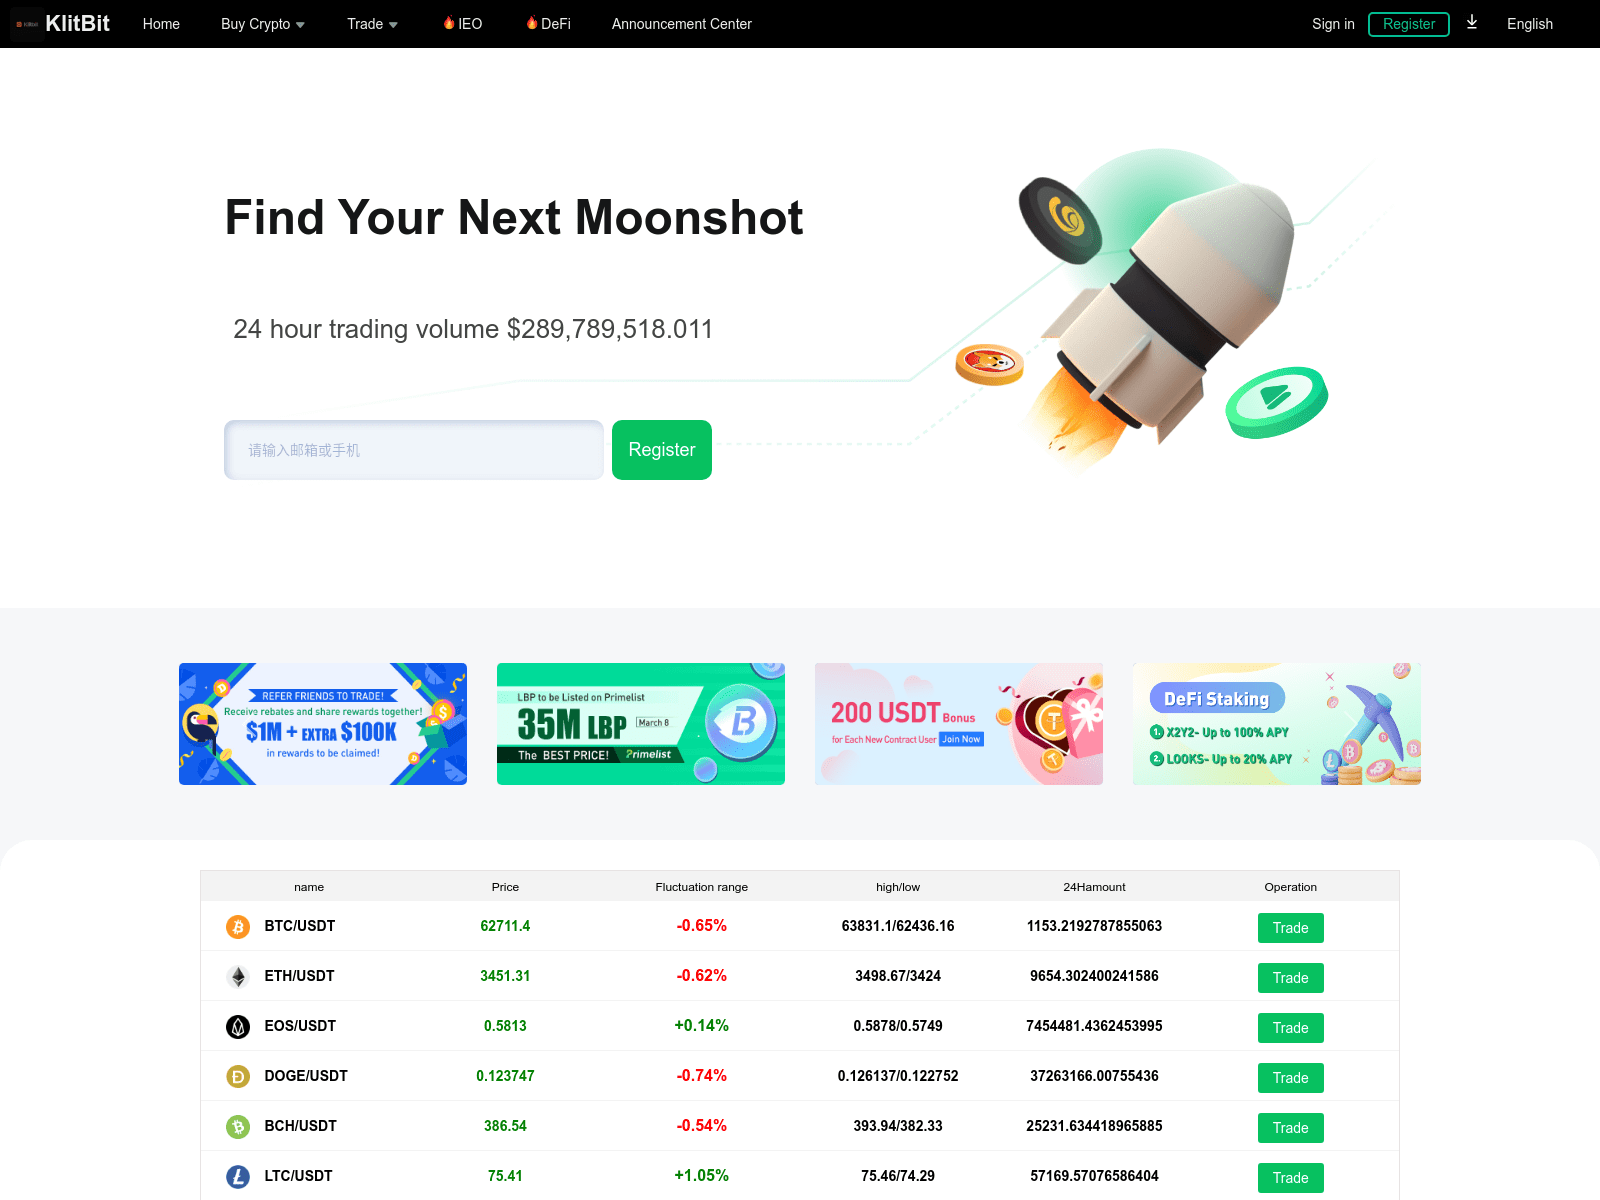 KlitBit Home Buy Crypto Trade IEO DeFi Announcement Center Sign in Register English
Find Your Next Moonshot
24 hour trading volume $289,789,518.011
请输入邮箱或手机 Register
REFER FRIENDS TO TRADE!
Receive rebates and share rewards together!
$1M + EXTRA $100K
in rewards to be claimed!
LBP to be Listed on Primelist
35M LBP March 8
The BEST PRICE! Primelist
200 USDT Bonus
for Each New Contract User Join Now
DeFi Staking
1. X2Y2- Up to 100% APY
2. LOOKS- Up to 20% APY
name Price Fluctuation range high/low 24Hamount Operation
BTC/USDT 62711.4 -0.65% 63831.1/62436.16 1153.2192787855063 Trade
ETH/USDT 3451.31 -0.62% 3498.67/3424 9654.302400241586 Trade
EOS/USDT 0.5813 +0.14% 0.5878/0.5749 7454481.4362453995 Trade
DOGE/USDT 0.123747 -0.74% 0.126137/0.122752 37263166.00755436 Trade
BCH/USDT 386.54 -0.54% 393.94/382.33 25231.634418965885 Trade
LTC/USDT 75.41 +1.05% 75.46/74.29 57169.57076586404 Trade